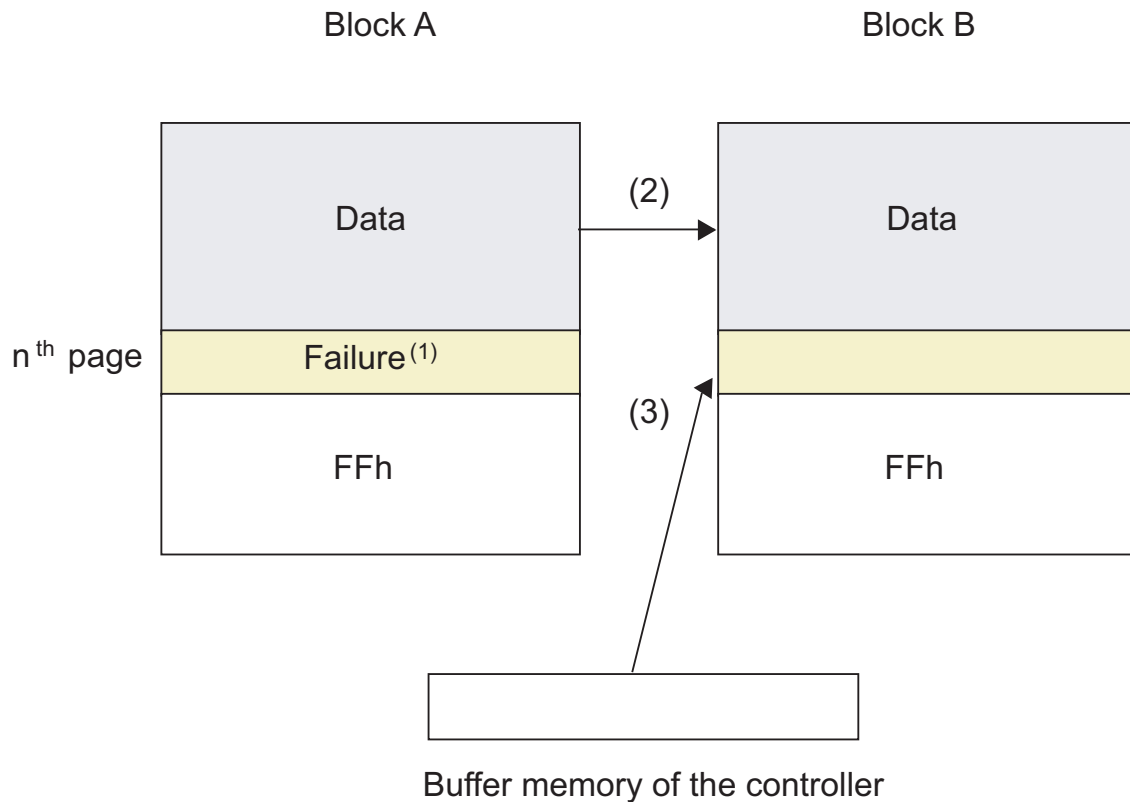 Block A
Block B
Data
(2)
Data
n th page
Failure (1)
(3)
FFh
FFh
Buffer memory of the controller